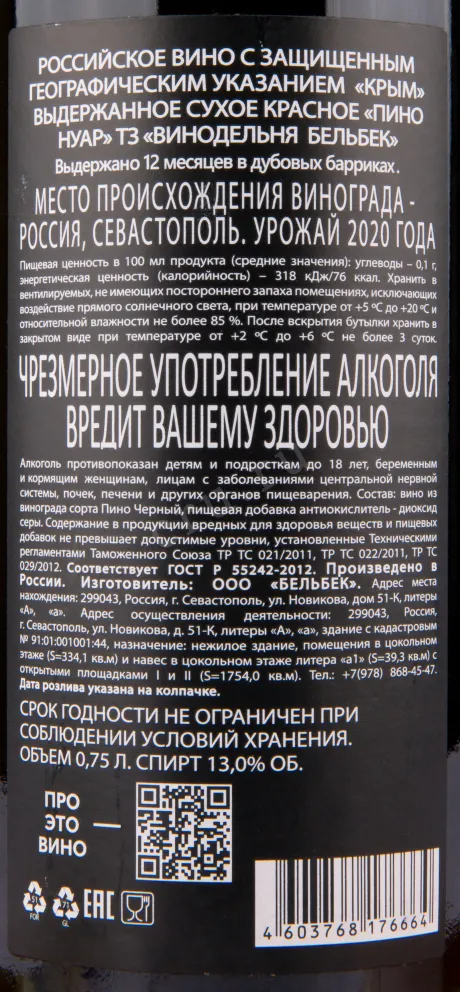 РОССИЙСКОЕ ВИНО С ЗАЩИЩЕННЫМ
ГЕОГРАФИЧЕСКИМ УКАЗАНИЕМ «КРЫМ»
ВЫДЕРЖАННОЕ СУХОЕ КРАСНОЕ «ПИНО
НУАР» ТЗ «ВИНОДЕЛЬНЯ БЕЛЬБЕК»
Выдержано 12 месяцев в дубовых баррикax.
МЕСТО ПРОИСХОЖДЕНИЯ ВИНОГРАДА -
РОССИЯ, СЕВАСТОПОЛЬ. УРОЖАЙ 2020 ГОДА
Пищевая ценность в 100 мл продукта (средние значения): углеводы – 0,1 г,
энергетическая ценность (калорийность) – 318 кДж/76 ккал. Хранить в
вентилируемых, не имеющих постороннего запаха помещениях, исключающих
воздействие прямого солнечного света, при температуре от +5 ºC до +20 ºC и
относительной влажности не более 85 %. После вскрытия бутылки хранить в
закрытом виде при температуре от +2 ºC до +6 ºC не более 3 суток.
ЧРЕЗМЕРНОЕ УПОТРЕБЛЕНИЕ АЛКОГОЛЯ
ВРЕДИТ ВАШЕМУ ЗДОРОВЬЮ
Алкоголь противопоказан детям и подросткам до 18 лет, беременным
и кормящим женщинам, лицам с заболеваниями центральной нервной
системы, почек, печени и других органов пищеварения. Состав: вино из
винограда сорта Пино Черный, пищевая добавка антиокислитель - диоксид
серы. Содержание в продукции вредных для здоровья веществ и пищевых
добавок не превышает допустимые уровни, установленные Техническими
регламентами Таможенного Союза ТР ТС 021/2011, ТР ТС 022/2011, ТР ТС
029/2012. Соответствует ГОСТ Р 55242-2012. Произведено в
России. Изготовитель: ООО «БЕЛЬБЕК». Адрес места
нахождения: 299043, Россия, г. Севастополь, ул. Новикова, дом 51-К, литеры
«А», «а». Адрес осуществления деятельности: 299043, Россия,
г. Севастополь, ул. Новикова, д. 51-К, литеры «А», «а», здание с кадастровым
№ 91:01:001001:44, назначение: нежилое здание, помещения в цокольном
этаже (S=334,1 кв.м) и навес в цокольном этаже литера «а1» (S=39,3 кв.м) с
открытыми площадками I и II (S=1754,0 кв.м). Тел.: +7(978) 868-45-47.
Дата розлива указана на колпачке.
СРОК ГОДНОСТИ НЕ ОГРАНИЧЕН ПРИ
СОБЛЮДЕНИИ УСЛОВИЙ ХРАНЕНИЯ.
ОБЪЕМ 0,75 Л. СПИРТ 13,0% ОБ.
ПРО
ЭТО —
ВИНО
51
FOR
71
GL
EAC
4 603768 176664